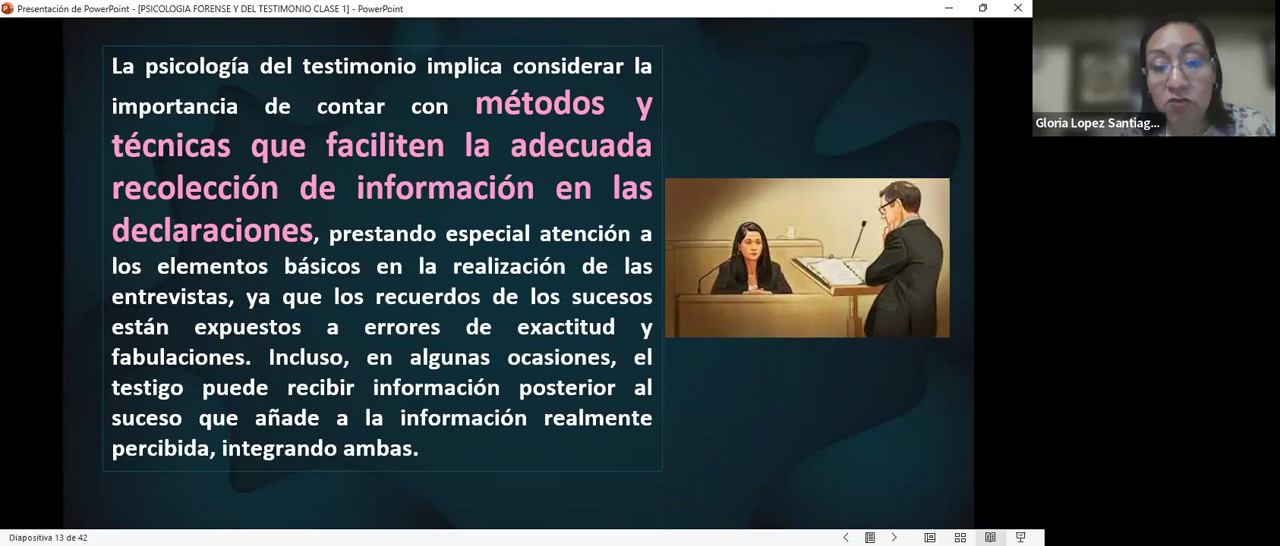 Presentación de PowerPoint - [PSICOLOGIA FORENSE Y DEL TESTIMONIO CLASE 1] - PowerPoint
La psicología del testimonio implica considerar la
importancia de contar con métodos y
técnicas que faciliten la adecuada
recolección de información en las
declaraciones, prestando especial atención a
los elementos básicos en la realización de las
entrevistas, ya que los recuerdos de los sucesos
están expuestos a errores de exactitud y
fabulaciones. Incluso, en algunas ocasiones, el
testigo puede recibir información posterior al
suceso que añade a la información realmente
percibida, integrando ambas.
Gloria Lopez Santiag...
Diapositiva 13 de 42